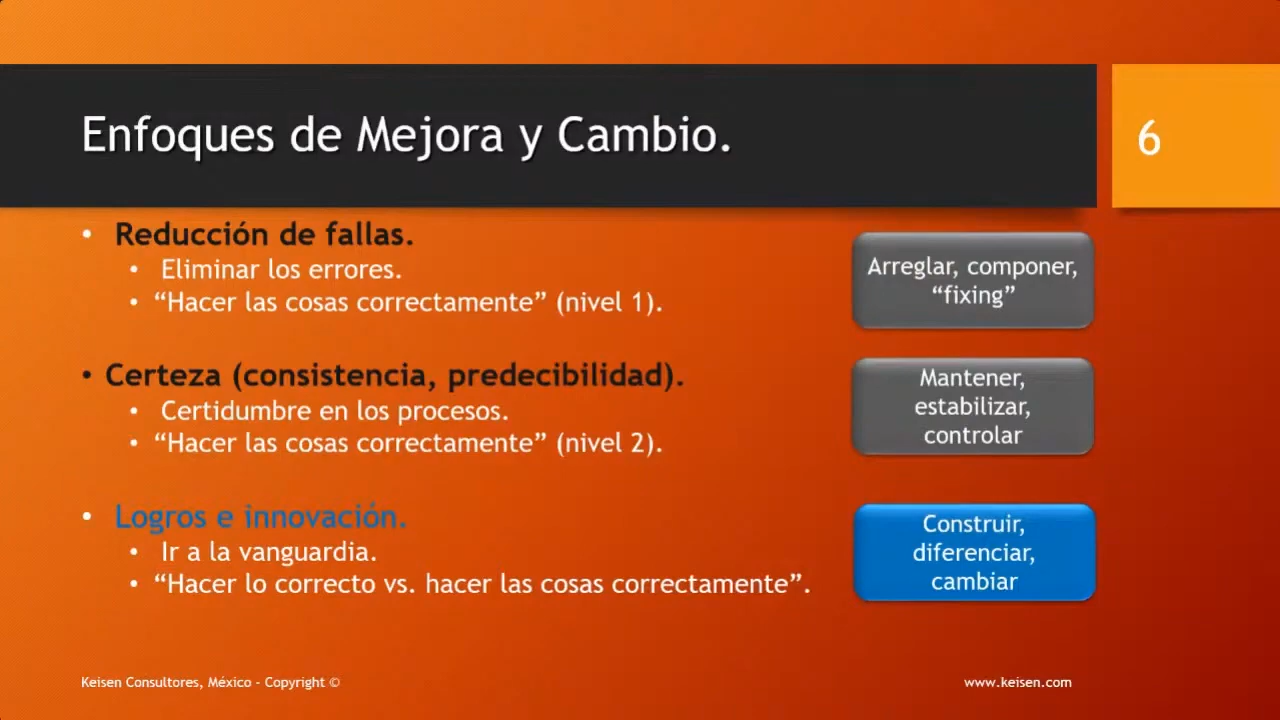 Enfoques de Mejora y Cambio.
6
• Reducción de fallas.
• Eliminar los errores.
• “Hacer las cosas correctamente” (nivel 1).
Arreglar, componer,
“fixing”
• Certeza (consistencia, predecibilidad).
• Certidumbre en los procesos.
• “Hacer las cosas correctamente” (nivel 2).
Mantener,
estabilizar,
controlar
• Logros e innovación.
• Ir a la vanguardia.
• “Hacer lo correcto vs. hacer las cosas correctamente”.
Construir,
diferenciar,
cambiar
Keisen Consultores, México - Copyright ©
www.keisen.com